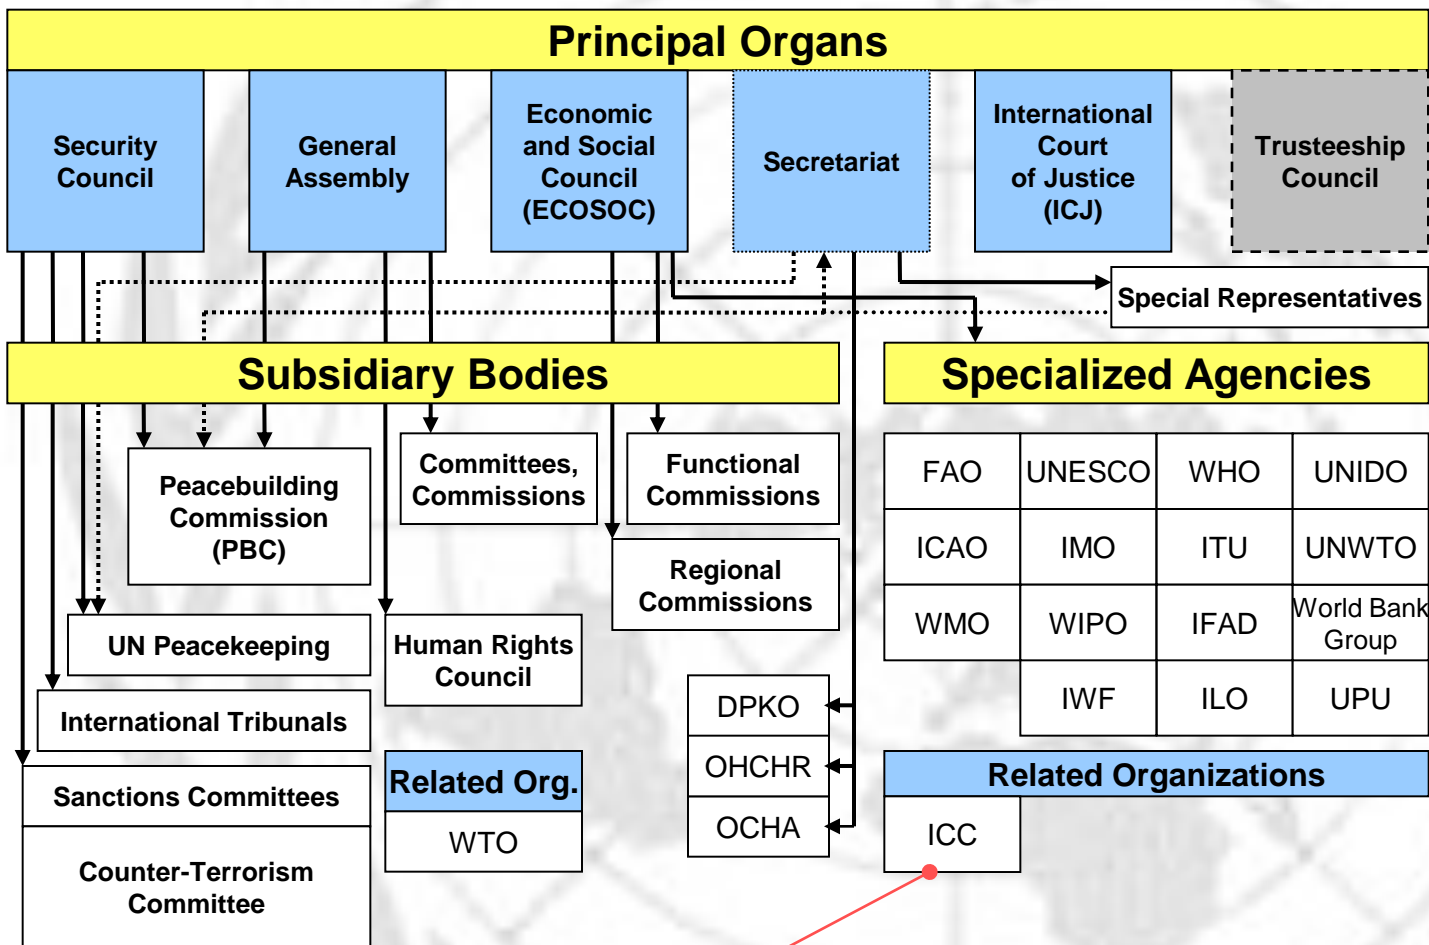 Principal Organs
Security
Council
General
Assembly
Economic
and Social
Council
(ECOSOC)
Secretariat
International
Court
of Justice
(ICJ)
Trusteeship
Council
Special Representatives
Subsidiary Bodies
Specialized Agencies
Peacebuilding
Commission
(PBC)
Committees,
Commissions
Functional
Commissions
Regional
Commissions
UN Peacekeeping
Human Rights
Council
International Tribunals
Sanctions Committees
Counter-Terrorism
Committee
Related Org.
WTO
DPKO
OHCHR
OCHA
FAO UNESCO WHO UNIDO
ICAO IMO ITU UNWTO
WMO WIPO IFAD World Bank
Group
IWF ILO UPU
Related Organizations
ICC